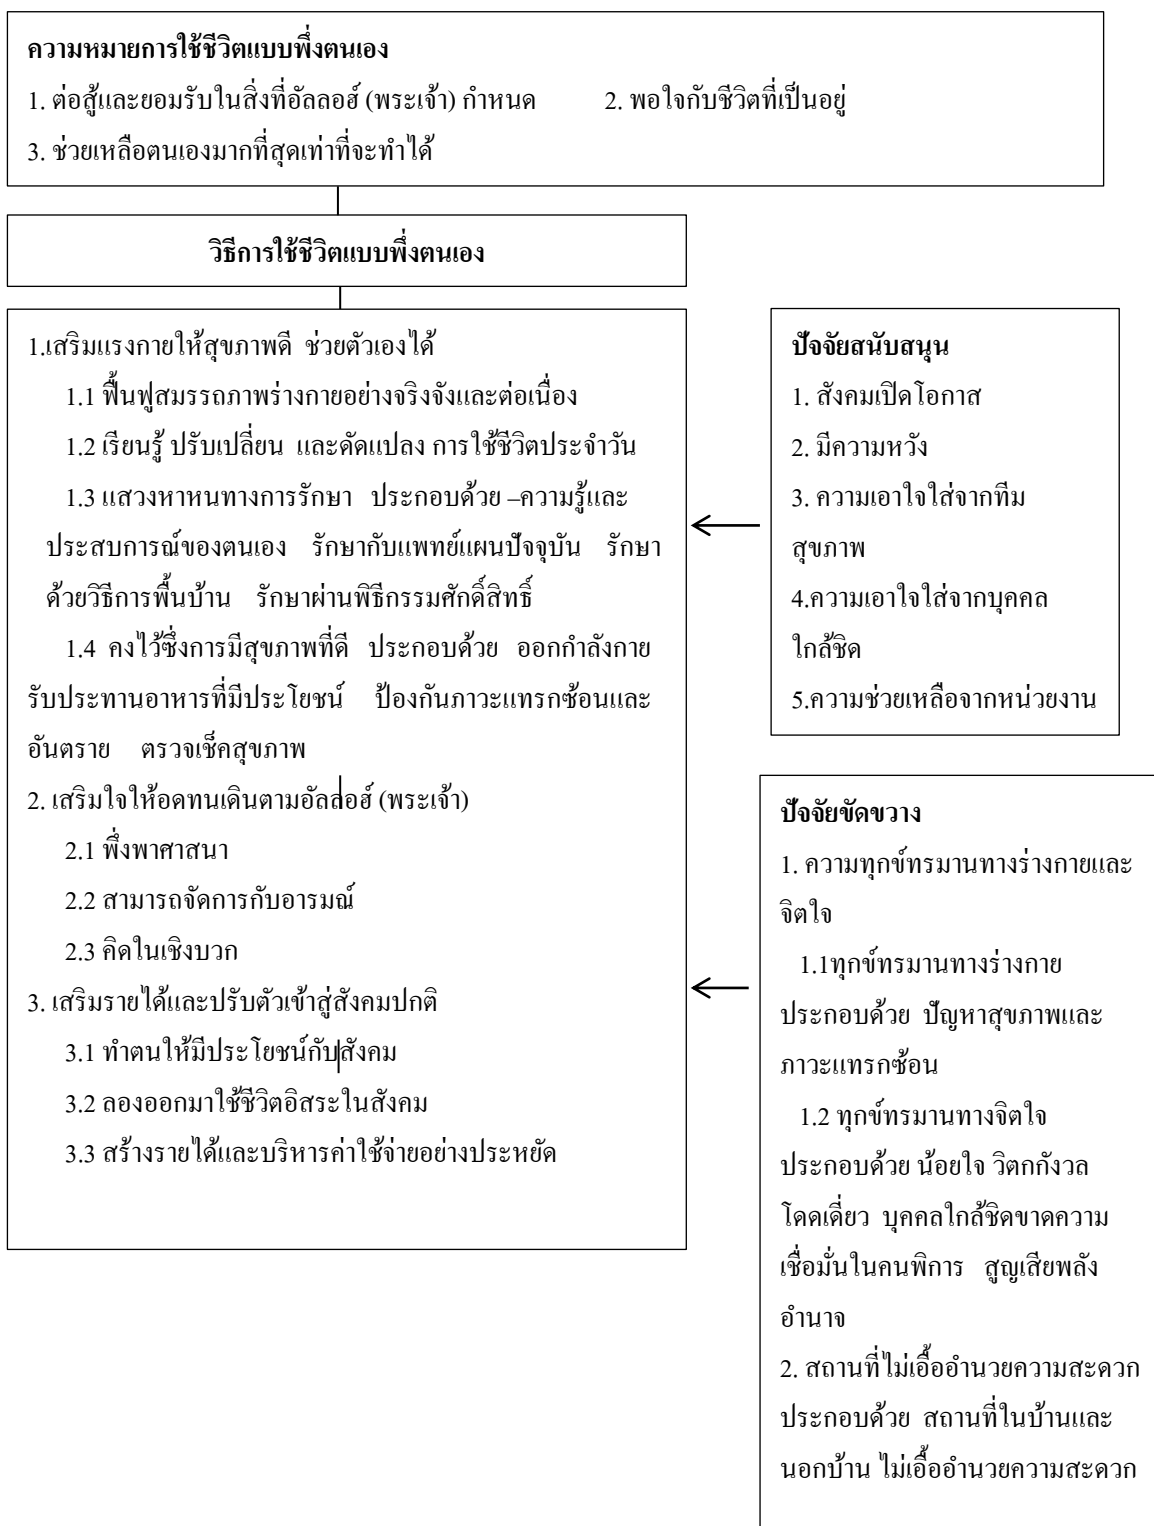 ความหมายการใช้ชีวิตแบบพึ่งตนเอง
1. ต่อสู้และยอมรับในสิ่งที่อัลลอฮ์ (พระเจ้า) กำหนด 2. พอใจกับชีวิตที่เป็นอยู่
3. ช่วยเหลือตนเองมากที่สุดเท่าที่จะทำได้
วิธีการใช้ชีวิตแบบพึ่งตนเอง
1.เสริมแรงกายให้สุขภาพดี ช่วยตัวเองได้
1.1 ฟื้นฟูสมรรถภาพร่างกายอย่างจริงจังและต่อเนื่อง
1.2 เรียนรู้ ปรับเปลี่ยน และดัดแปลง การใช้ชีวิตประจำวัน
1.3 แสวงหาหนทางการรักษา ประกอบด้วย –ความรู้และ
ประสบการณ์ของตนเอง รักษากับแพทย์แผนปัจจุบัน รักษา
ด้วยวิธีการพื้นบ้าน รักษาผ่านพิธีกรรมศักดิ์สิทธิ์
1.4 คงไว้ซึ่งการมีสุขภาพที่ดี ประกอบด้วย ออกกำลังกาย
รับประทานอาหารที่มีประโยชน์ ป้องกันภาวะแทรกซ้อนและ
อันตราย ตรวจเช็คสุขภาพ
2. เสริมใจให้อดทนเดินตามอัลลอฮ์ (พระเจ้า)
2.1 พึ่งพาศาสนา
2.2 สามารถจัดการกับอารมณ์
2.3 คิดในเชิงบวก
3. เสริมรายได้และปรับตัวเข้าสู่สังคมปกติ
3.1 ทำตนให้มีประโยชน์กับสังคม
3.2 ลองออกมาใช้ชีวิตอิสระในสังคม
3.3 สร้างรายได้และบริหารค่าใช้จ่ายอย่างประหยัด
ปัจจัยสนับสนุน
1. สังคมเปิดโอกาส
2. มีความหวัง
3. ความเอาใจใส่จากทีม
สุขภาพ
4.ความเอาใจใส่จากบุคคล
ใกล้ชิด
5.ความช่วยเหลือจากหน่วยงาน
ปัจจัยขัดขวาง
1. ความทุกข์ทรมานทางร่างกายและ
จิตใจ
1.1ทุกข์ทรมานทางร่างกาย
ประกอบด้วย ปัญหาสุขภาพและ
ภาวะแทรกซ้อน
1.2 ทุกข์ทรมานทางจิตใจ
ประกอบด้วย น้อยใจ วิตกกังวล
โดดเดี่ยว บุคคลใกล้ชิดขาดความ
เชื่อมั่นในคนพิการ สูญเสียพลัง
อำนาจ
2. สถานที่ไม่เอื้ออำนวยความสะดวก
ประกอบด้วย สถานที่ในบ้านและ
นอกบ้าน ไม่เอื้ออำนวยความสะดวก